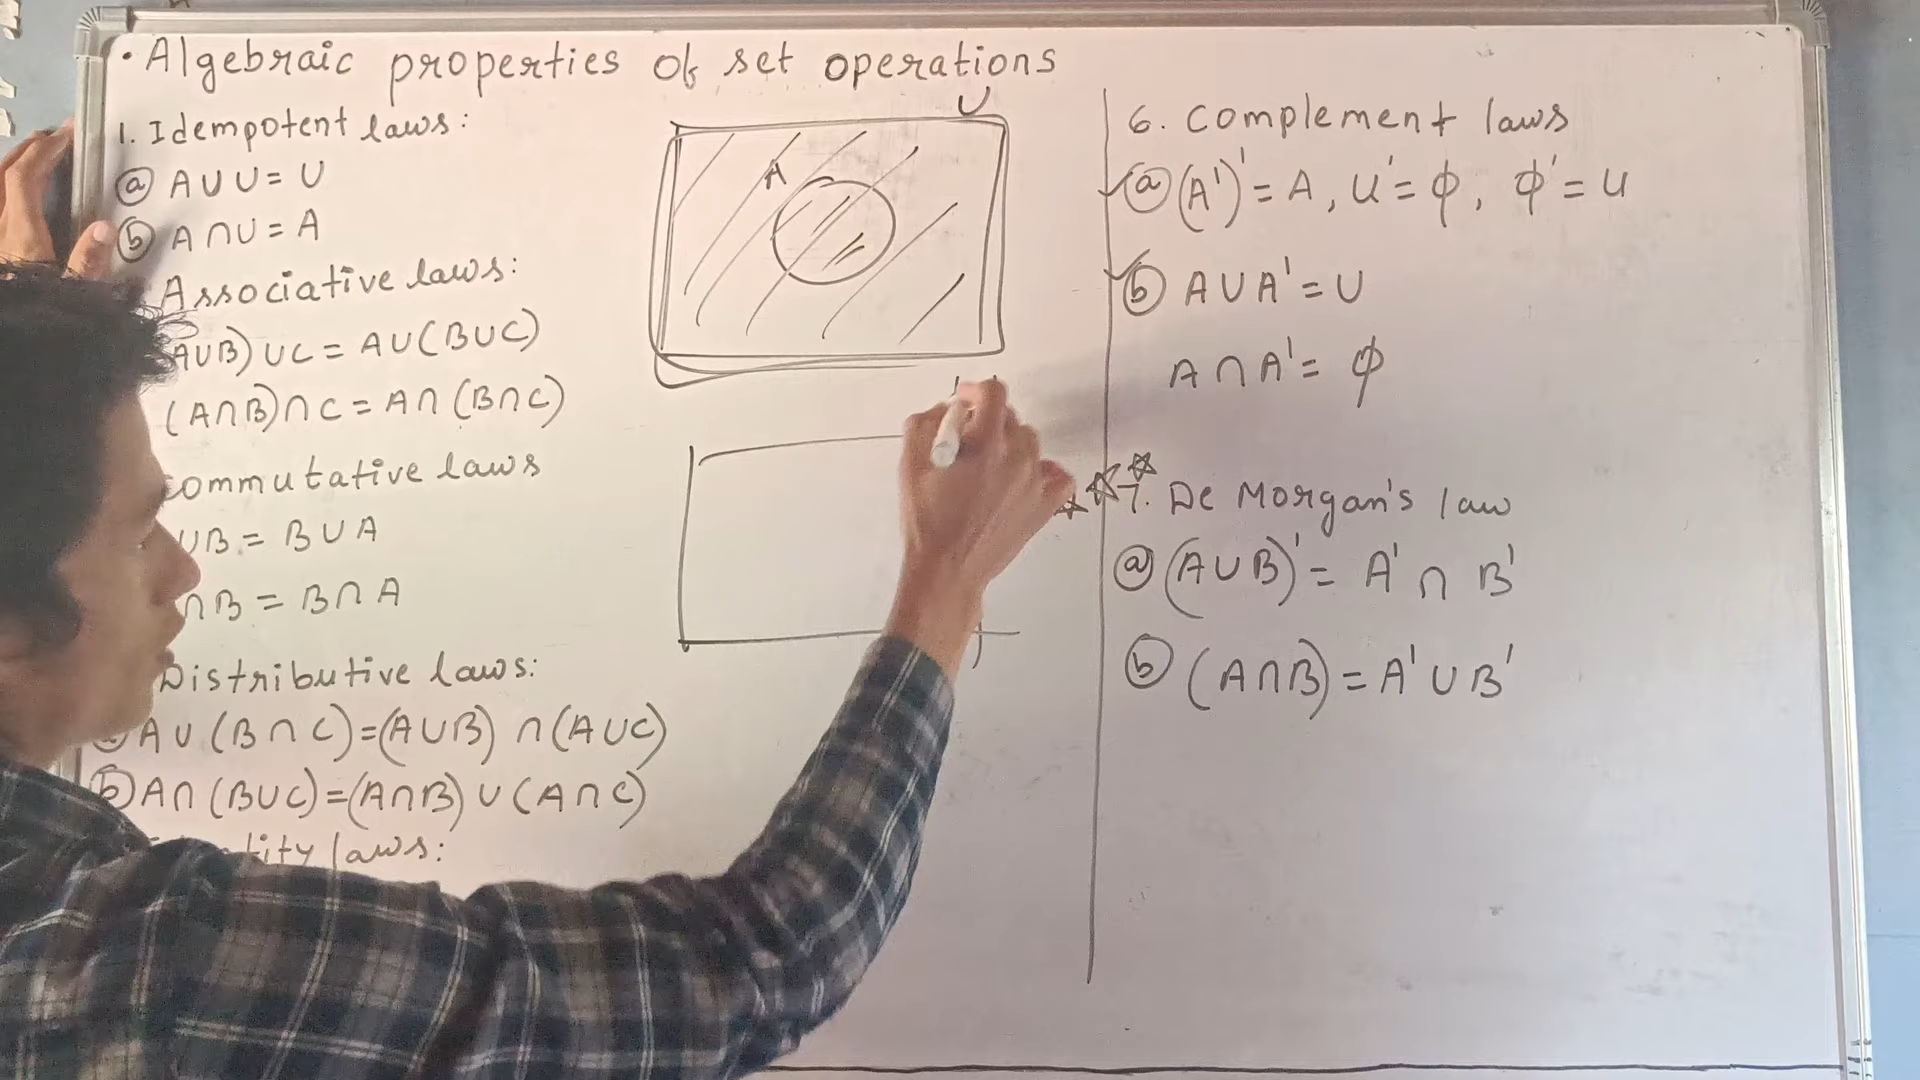 • Algebraic properties of set operations
1. Idempotent laws:
ⓐ A ∪ U = U
ⓑ A ∩ U = A
Associative laws:
A∪B) ∪ C = A ∪ (B ∪ C)
(A∩B) ∩ C = A ∩ (B ∩ C)
commutative laws
∪ B = B ∪ A
∩ B = B ∩ A
Distributive laws:
A ∪ (B ∩ C) = (A ∪ B) ∩ (A ∪ C)
ⓑ A ∩ (B ∪ C) = (A ∩ B) ∪ (A ∩ C)
laws:
U
A
6. complement laws
ⓐ (A')' = A, U' = ϕ, ϕ' = U
ⓑ A ∪ A' = U
A ∩ A' = ϕ
7. De Morgan's law
ⓐ (A ∪ B)' = A' ∩ B'
ⓑ (A ∩ B) = A' ∪ B'